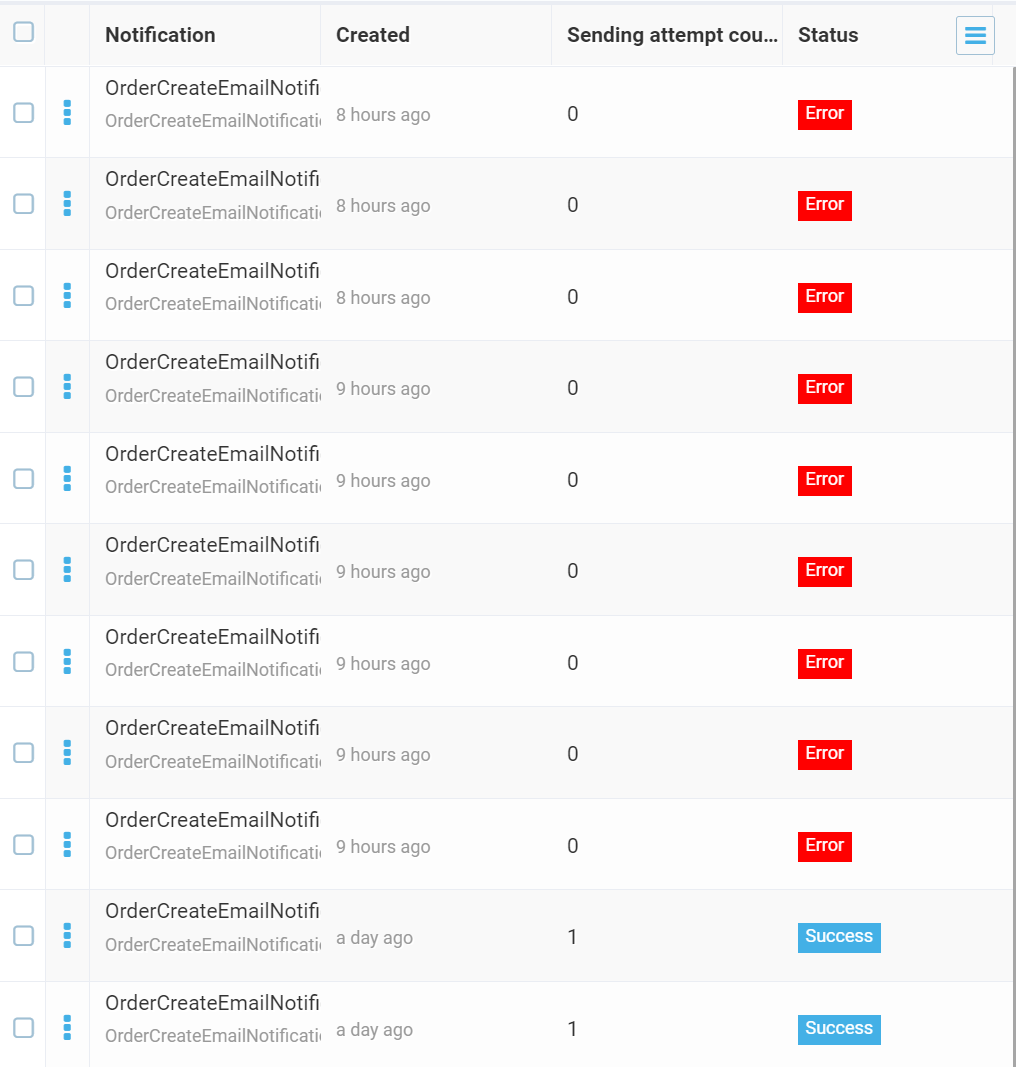 Notification Created Sending attempt cou... Status
OrderCreateEmailNotifi
OrderCreateEmailNotificati 8 hours ago 0 Error
OrderCreateEmailNotifi
OrderCreateEmailNotificati 8 hours ago 0 Error
OrderCreateEmailNotifi
OrderCreateEmailNotificati 8 hours ago 0 Error
OrderCreateEmailNotifi
OrderCreateEmailNotificati 9 hours ago 0 Error
OrderCreateEmailNotifi
OrderCreateEmailNotificati 9 hours ago 0 Error
OrderCreateEmailNotifi
OrderCreateEmailNotificati 9 hours ago 0 Error
OrderCreateEmailNotifi
OrderCreateEmailNotificati 9 hours ago 0 Error
OrderCreateEmailNotifi
OrderCreateEmailNotificati 9 hours ago 0 Error
OrderCreateEmailNotifi
OrderCreateEmailNotificati 9 hours ago 0 Error
OrderCreateEmailNotifi
OrderCreateEmailNotificati a day ago 1 Success
OrderCreateEmailNotifi
OrderCreateEmailNotificati a day ago 1 Success